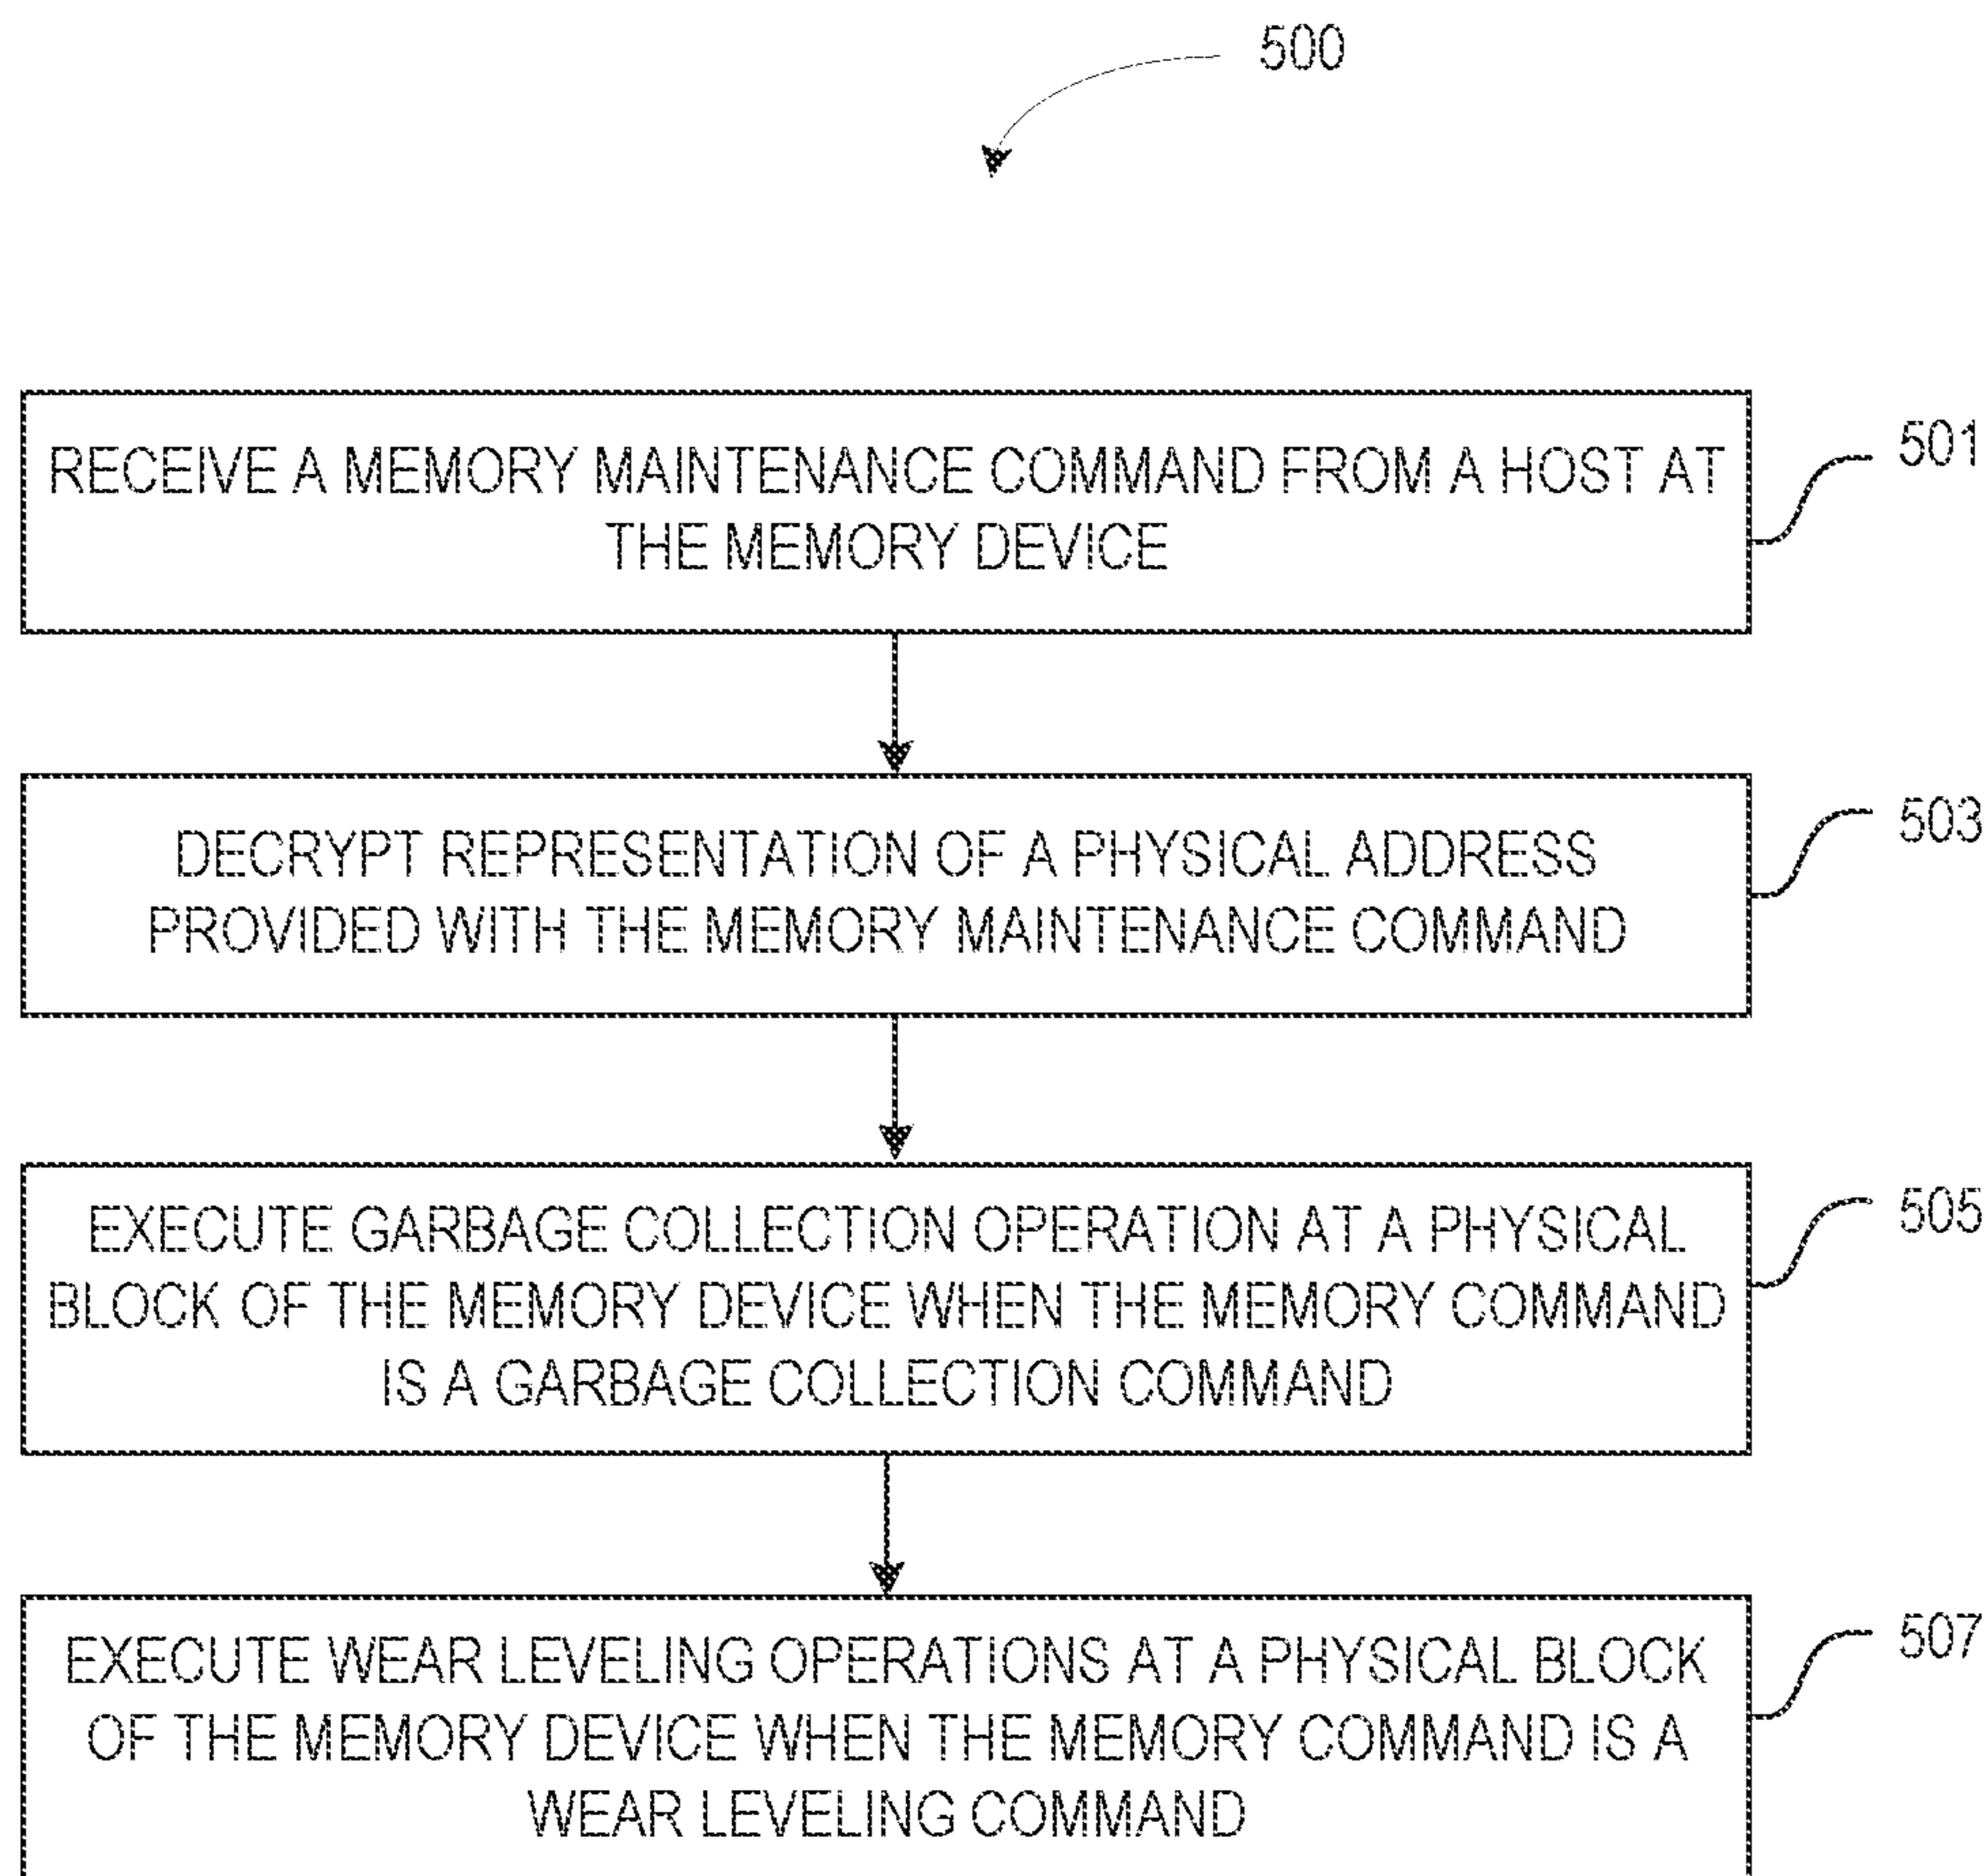 500
RECEIVE A MEMORY MAINTENANCE COMMAND FROM A HOST AT
THE MEMORY DEVICE
501
DECRYPT REPRESENTATION OF A PHYSICAL ADDRESS
PROVIDED WITH THE MEMORY MAINTENANCE COMMAND
503
EXECUTE GARBAGE COLLECTION OPERATION AT A PHYSICAL
BLOCK OF THE MEMORY DEVICE WHEN THE MEMORY COMMAND
IS A GARBAGE COLLECTION COMMAND
505
EXECUTE WEAR LEVELING OPERATIONS AT A PHYSICAL BLOCK
OF THE MEMORY DEVICE WHEN THE MEMORY COMMAND IS A
WEAR LEVELING COMMAND
507